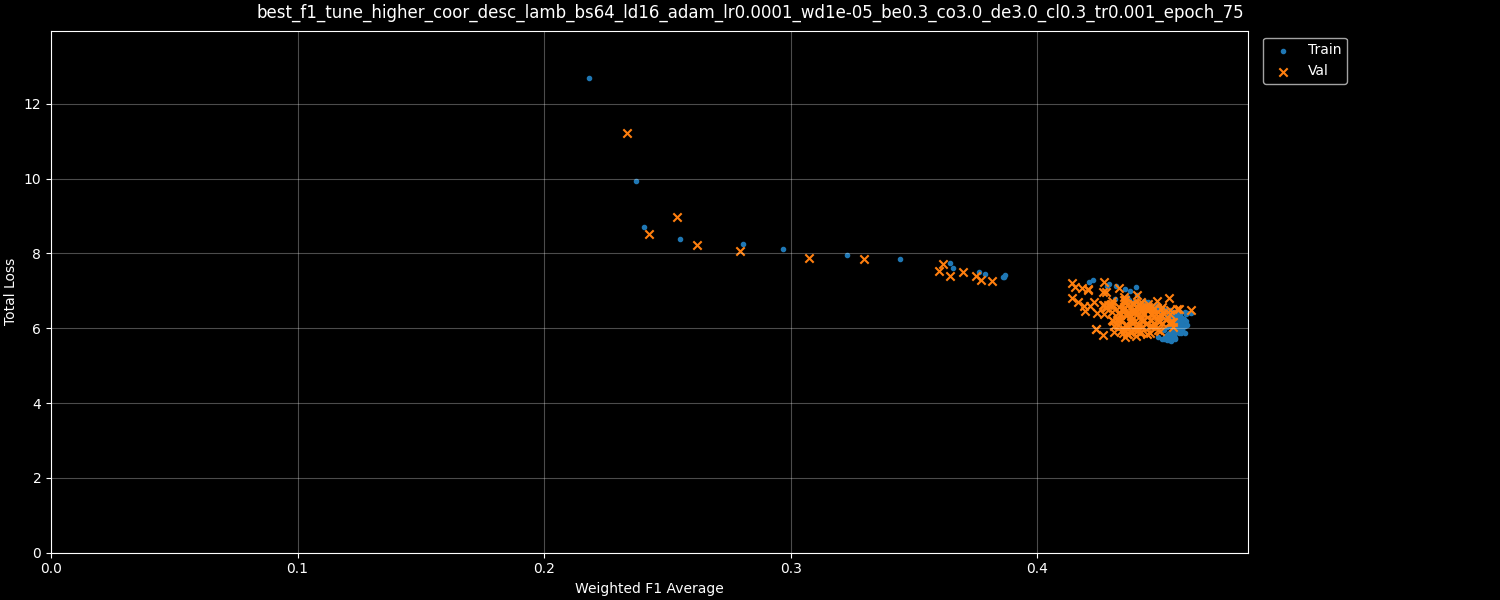 best_f1_tune_higher_coor_desc_lamb_bs64_ld16_adam_lr0.0001_wd1e-05_be0.3_co3.0_de3.0_cl0.3_tr0.001_epoch_75
Train
Val
12
10
8
6
4
2
0
Total Loss
0.0 0.1 0.2 0.3 0.4
Weighted F1 Average